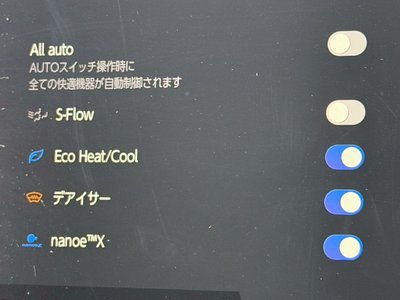 All auto
AUTOスイッチ操作時に
全ての快適機器が自動制御されます
S-Flow
Eco Heat/Cool
デアイサー
nanoe™X